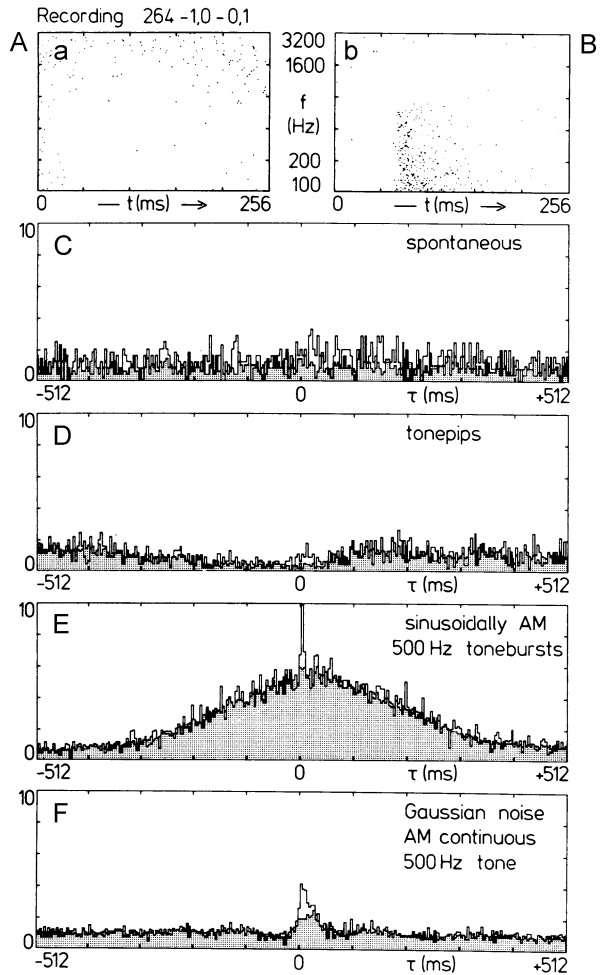 Recording 264 -1,0 - 0,1
A a
b B
3200
1600
f
(Hz)
200
100
0 — t(ms) → 256
0 — t(ms) → 256
10
C spontaneous
0
-512 0 τ (ms) +512
10
D tonepips
0
-512 0 τ (ms) +512
10
E sinusoidally AM
500 Hz tonebursts
0
-512 0 τ (ms) +512
10
F Gaussian noise
AM continuous
500 Hz tone
0
-512 0 τ (ms) +512